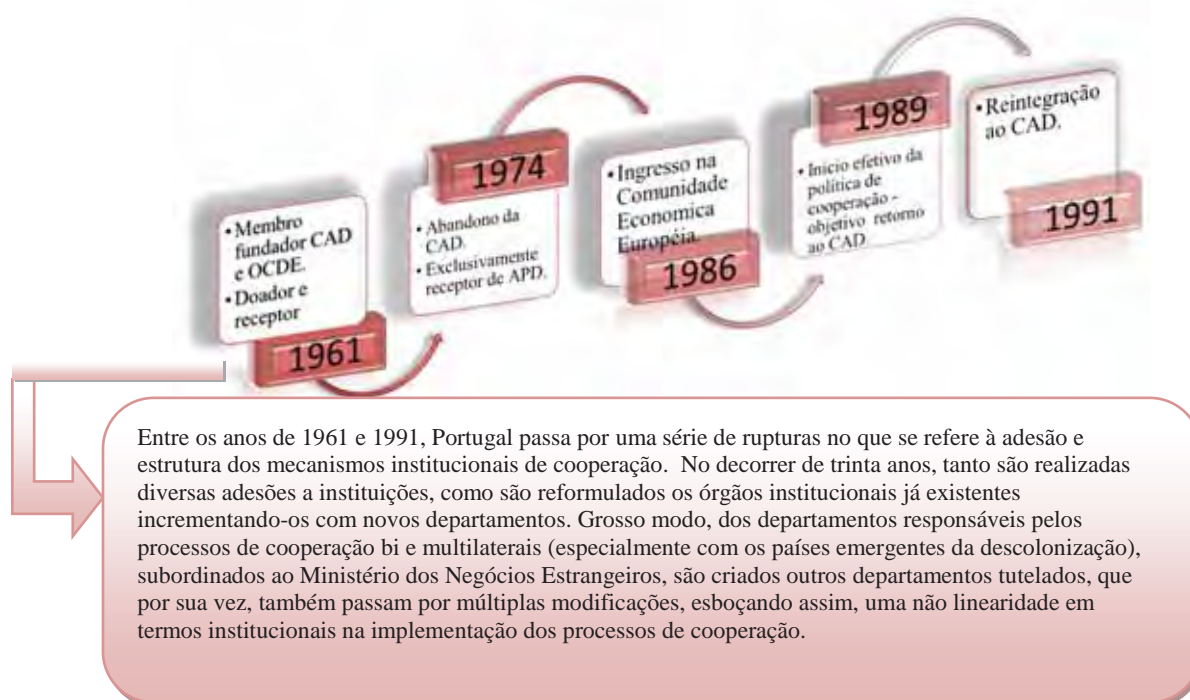 •Membro
fundador CAD
e OCDE.
•Doador e
receptor
1961
1974
• Abandono da
CAD.
• Exclusivamente
receptor de APD.
•Ingresso na
Comunidade
Economica
Européia.
1986
1989
• Inicio efetivo da
política de
cooperação -
objetivo retorno
ao CAD
•Reintegração
ao CAD.
1991
Entre os anos de 1961 e 1991, Portugal passa por uma série de rupturas no que se refere à adesão e
estrutura dos mecanismos institucionais de cooperação. No decorrer de trinta anos, tanto são realizadas
diversas adesões a instituições, como são reformulados os órgãos institucionais já existentes
incrementando-os com novos departamentos. Grosso modo, dos departamentos responsáveis pelos
processos de cooperação bi e multilaterais (especialmente com os países emergentes da descolonização),
subordinados ao Ministério dos Negócios Estrangeiros, são criados outros departamentos tutelados, que
por sua vez, também passam por múltiplas modificações, esboçando assim, uma não linearidade em
termos institucionais na implementação dos processos de cooperação.